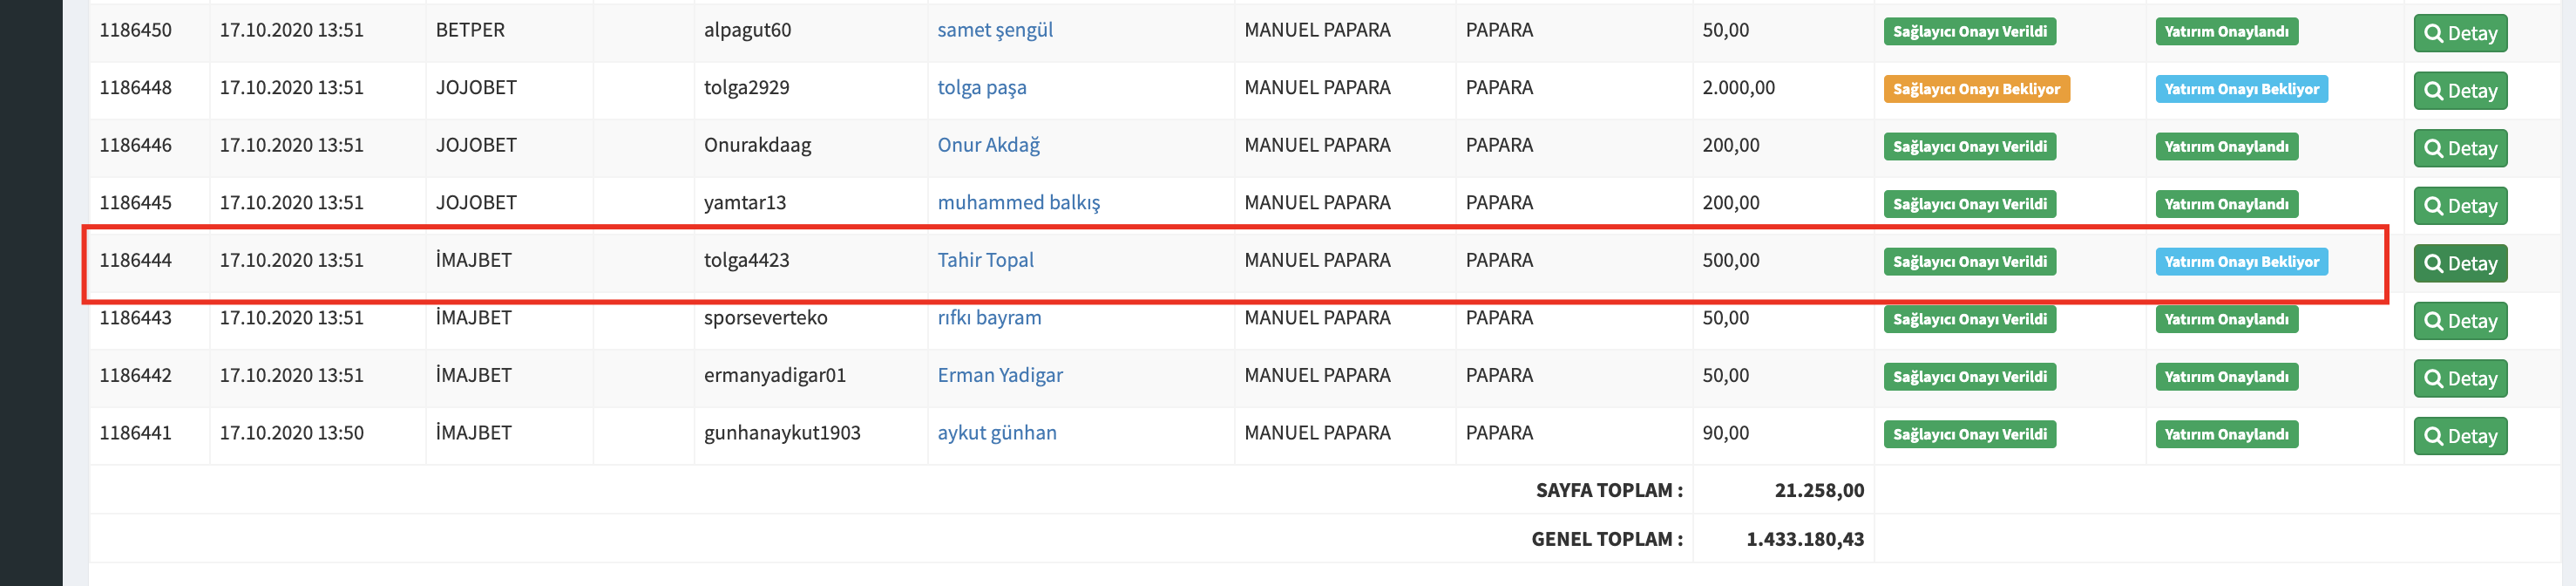 1186450 17.10.2020 13:51 BETPER alpagut60 samet şengül MANUEL PAPARA PAPARA 50,00 Sağlayıcı Onayı Verildi Yatırım Onaylandı Detay
1186448 17.10.2020 13:51 JOJOBET tolga2929 tolga paşa MANUEL PAPARA PAPARA 2.000,00 Sağlayıcı Onayı Bekliyor Yatırım Onayı Bekliyor Detay
1186446 17.10.2020 13:51 JOJOBET Onurakdaag Onur Akdağ MANUEL PAPARA PAPARA 200,00 Sağlayıcı Onayı Verildi Yatırım Onaylandı Detay
1186445 17.10.2020 13:51 JOJOBET yamtar13 muhammed balkış MANUEL PAPARA PAPARA 200,00 Sağlayıcı Onayı Verildi Yatırım Onaylandı Detay
1186444 17.10.2020 13:51 İMAJBET tolga4423 Tahir Topal MANUEL PAPARA PAPARA 500,00 Sağlayıcı Onayı Verildi Yatırım Onayı Bekliyor Detay
1186443 17.10.2020 13:51 İMAJBET sporseverteko rıfkı bayram MANUEL PAPARA PAPARA 50,00 Sağlayıcı Onayı Verildi Yatırım Onaylandı Detay
1186442 17.10.2020 13:51 İMAJBET ermanyadigar01 Erman Yadigar MANUEL PAPARA PAPARA 50,00 Sağlayıcı Onayı Verildi Yatırım Onaylandı Detay
1186441 17.10.2020 13:50 İMAJBET gunhanaykut1903 aykut günhan MANUEL PAPARA PAPARA 90,00 Sağlayıcı Onayı Verildi Yatırım Onaylandı Detay
SAYFA TOPLAM : 21.258,00
GENEL TOPLAM : 1.433.180,43